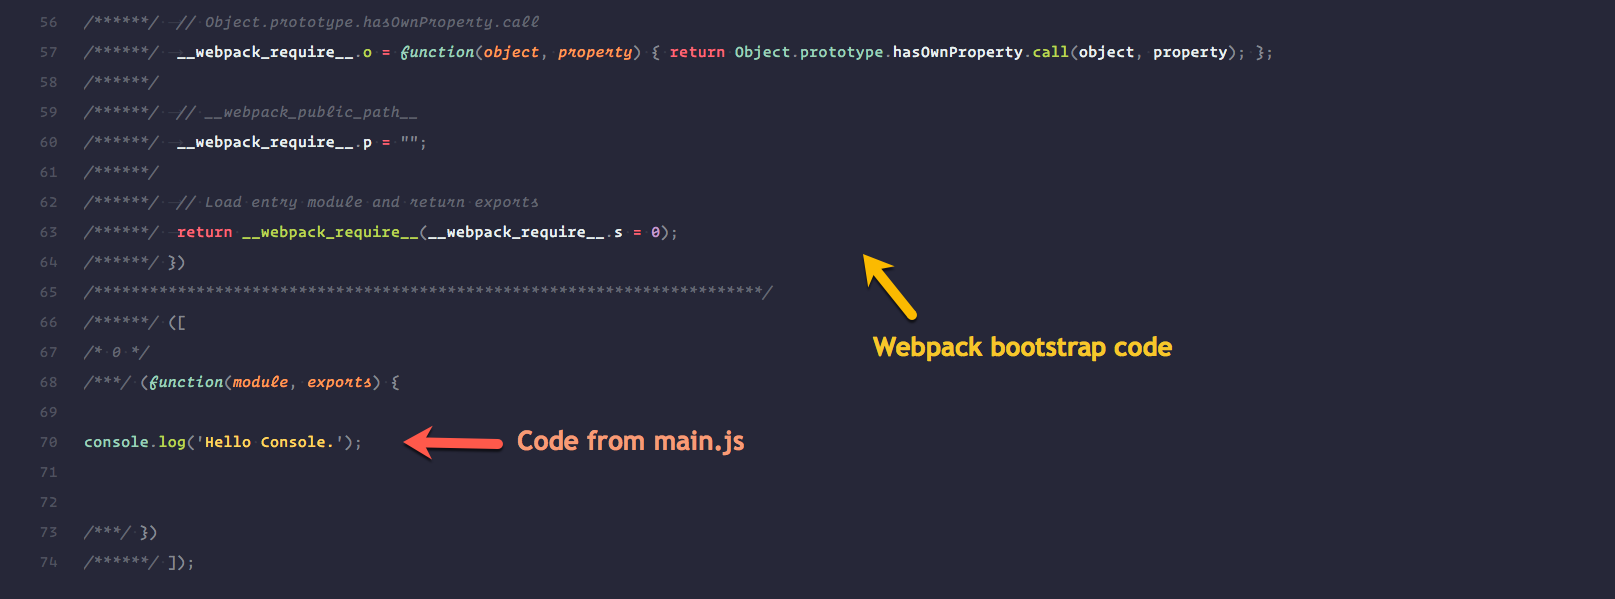 56 /******/ // Object.prototype.hasOwnProperty.call
57 /******/ __webpack_require__.o = function(object, property) { return Object.prototype.hasOwnProperty.call(object, property); };
58 /******/
59 /******/ // __webpack_public_path__
60 /******/ __webpack_require__.p = "";
61 /******/
62 /******/ // Load entry module and return exports
63 /******/ return __webpack_require__(__webpack_require__.s = 0);
64 /******/ })
65 /************************************************************************/
66 /******/ ([
Webpack bootstrap code
67 /* 0 */
68 /***/ (function(module, exports) {
69
70 console.log('Hello Console.');
Code from main.js
71
72
73 /***/ })
74 /******/ ]);